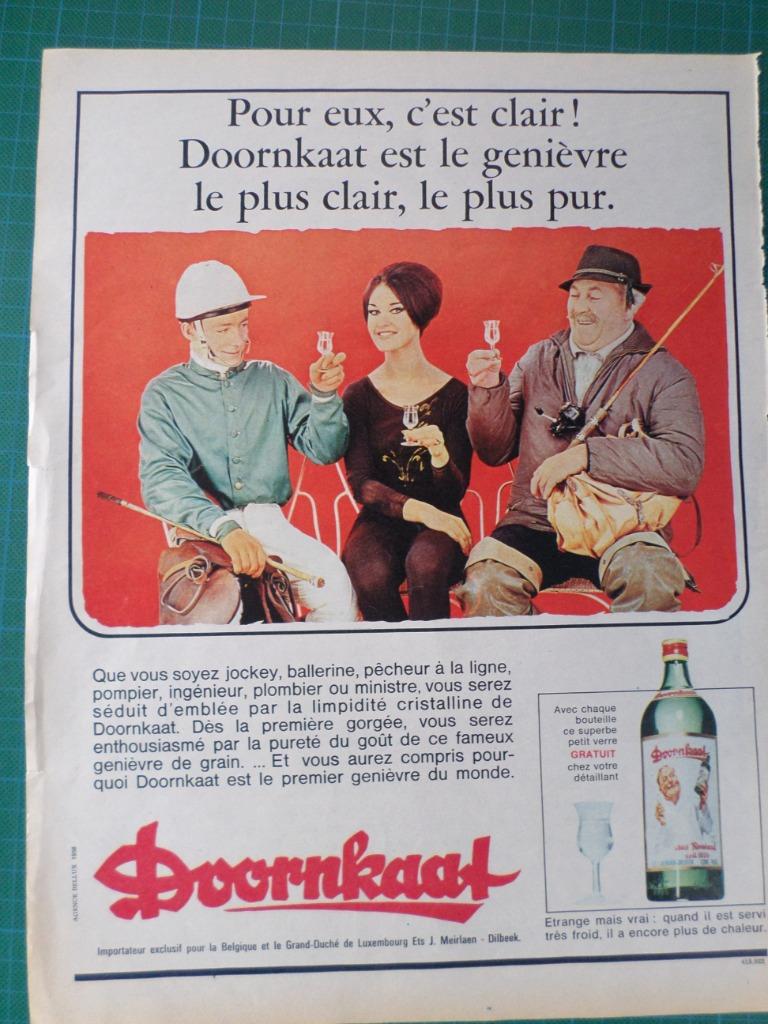 Pour eux, c'est clair!
Doornkaat est le genièvre
le plus clair, le plus pur.
Que vous soyez jockey, ballerine, pêcheur à la ligne,
pompier, ingénieur, plombier ou ministre, vous serez
séduit d'emblée par la limpidité cristalline de
Doornkaat. Dès la première gorgée, vous serez
enthousiasmé par la pureté du goût de ce fameux
genièvre de grain. ... Et vous aurez compris pour-
quoi Doornkaat est le premier genièvre du monde.
Avec chaque
bouteille
ce superbe
petit verre
GRATUIT
chez votre
détaillant
Doornkaat
Doornkaat
Doornkaat
Etrange mais vrai : quand il est servi
très froid, il a encore plus de chaleur.
Importateur exclusif pour la Belgique et le Grand-Duché de Luxembourg Ets J. Meirlaen - Dilbeek.